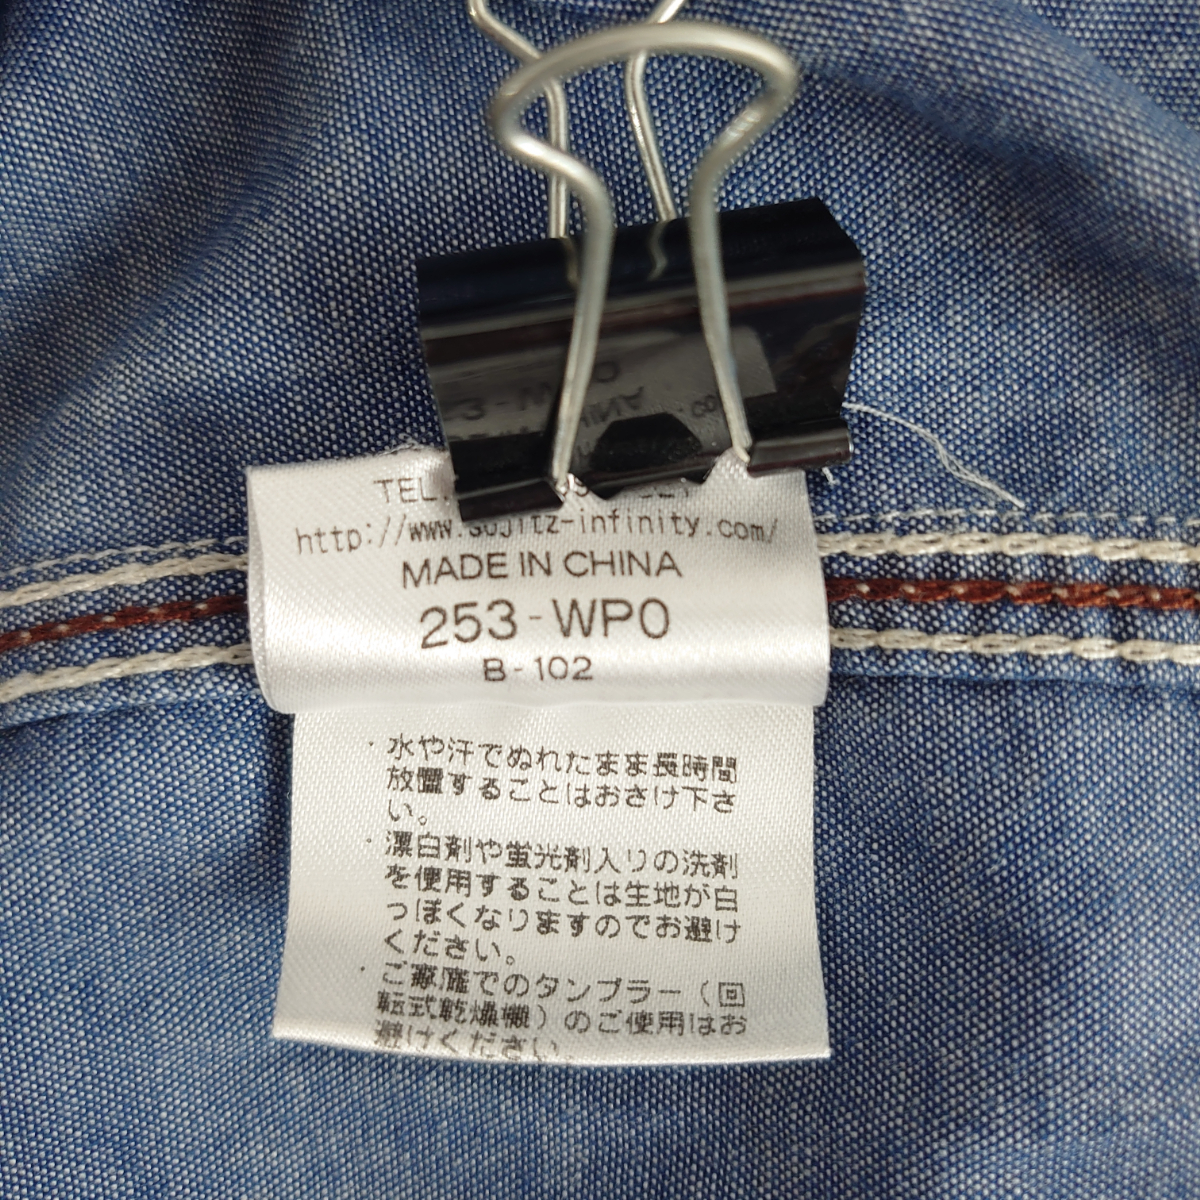 TEL.
http://www.sojitz-infinity.com/
MADE IN CHINA
253-WPO
B-102
・水や汗でぬれたまま長時間
放置することはおさけ下さ
い。
・漂白剤や蛍光剤入りの洗剤
を使用することは生地が白
っぽくなりますのでお避け
ください。
・ご家庭でのタンブラー（回
転式乾燥機）のご使用はお
避けください。